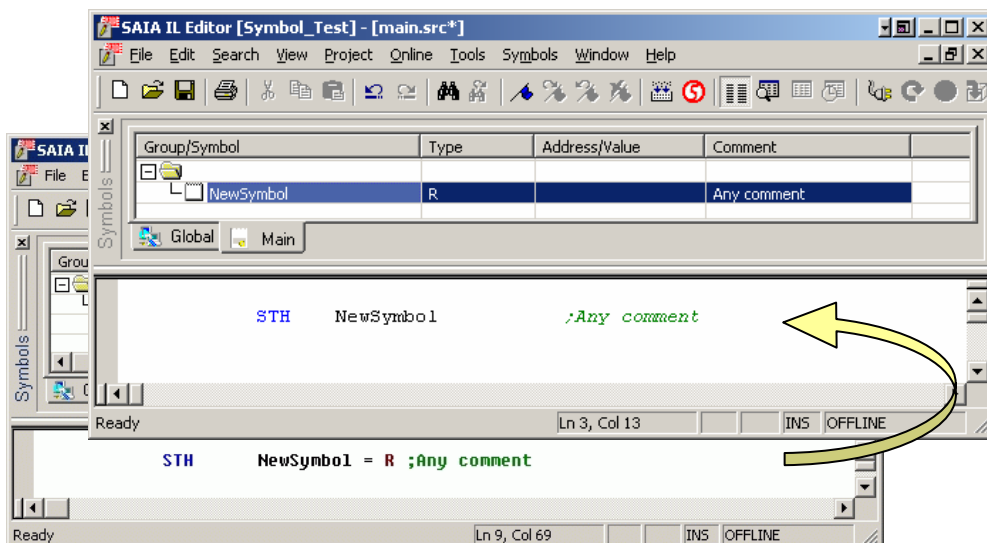 SAIA IL Editor [Symbol_Test] - [main.src*]
File Edit Search View Project Online Tools Symbols Window Help
Group/Symbol Type Address/Value Comment
NewSymbol R Any comment
Symbols
Global Main
STH NewSymbol ;Any comment
Ready Ln 3, Col 13 INS OFFLINE
SAIA I
File E
Grou
Symbols
STH NewSymbol = R ;Any comment
Ready Ln 9, Col 69 INS OFFLINE